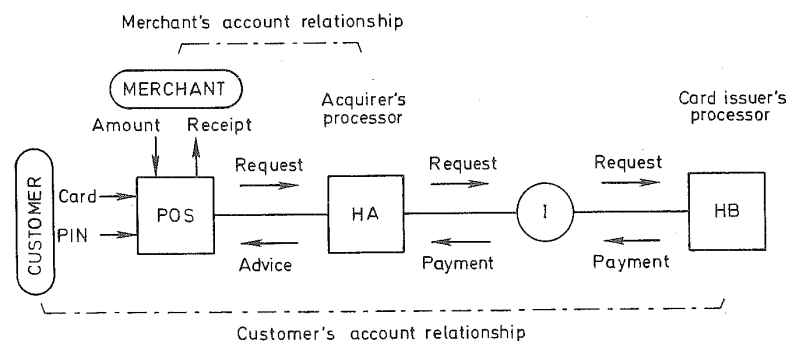 Merchant's account relationship
MERCHANT
Acquirer's
processor
Card issuer's
processor
Amount
Receipt
Request
Request
Request
CUSTOMER
Card
PIN
POS
HA
I
HB
Advice
Payment
Payment
Customer's account relationship